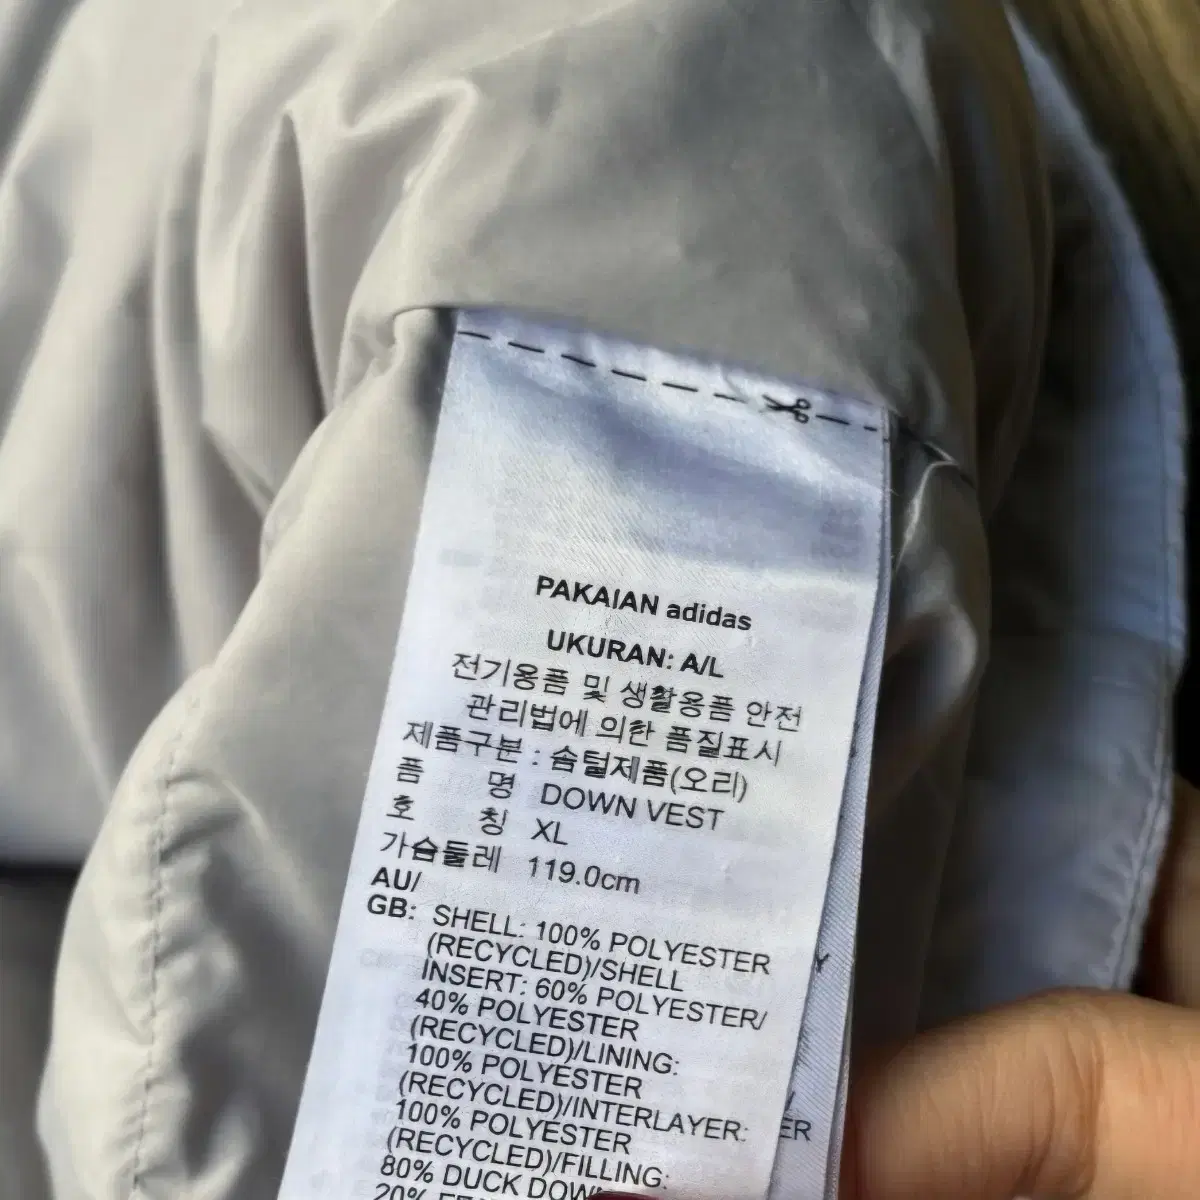 PAKAIAN adidas
UKURAN: A/L
전기용품 및 생활용품 안전
관리법에 의한 품질표시
제품구분 : 솜털제품(오리)
품 명 DOWN VEST
호 칭 XL
가슴둘레 119.0cm
AU/
GB: SHELL: 100% POLYESTER
(RECYCLED)/SHELL
INSERT: 60% POLYESTER/
40% POLYESTER
(RECYCLED)/LINING:
100% POLYESTER
(RECYCLED)/INTERLAYER:
100% POLYESTER
(RECYCLED)/FILLING:
80% DUCK DOWN
20%